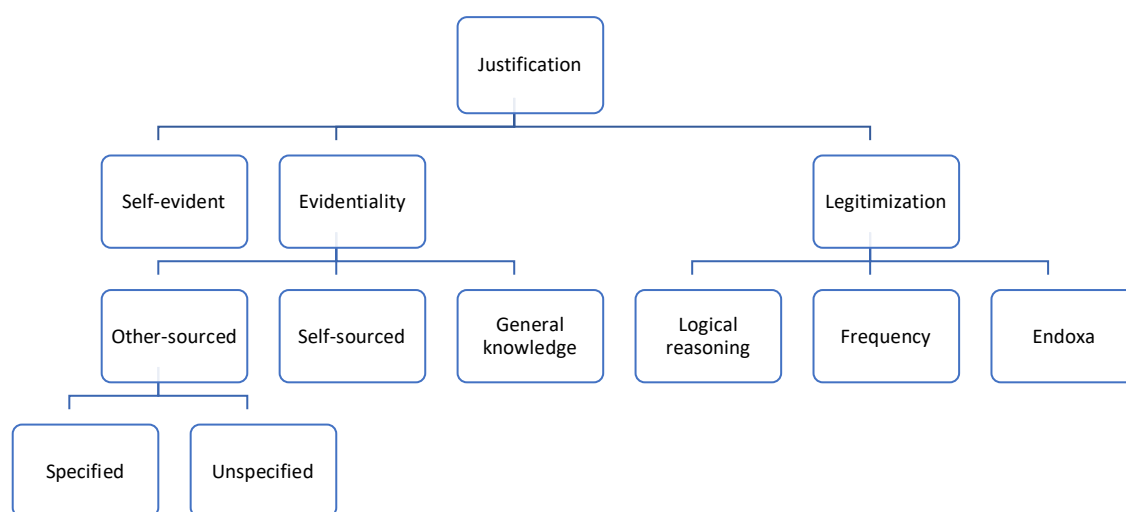 Justification
Self-evident
Evidentiality
Legitimization
Other-sourced
Self-sourced
General
knowledge
Logical
reasoning
Frequency
Endoxa
Specified
Unspecified